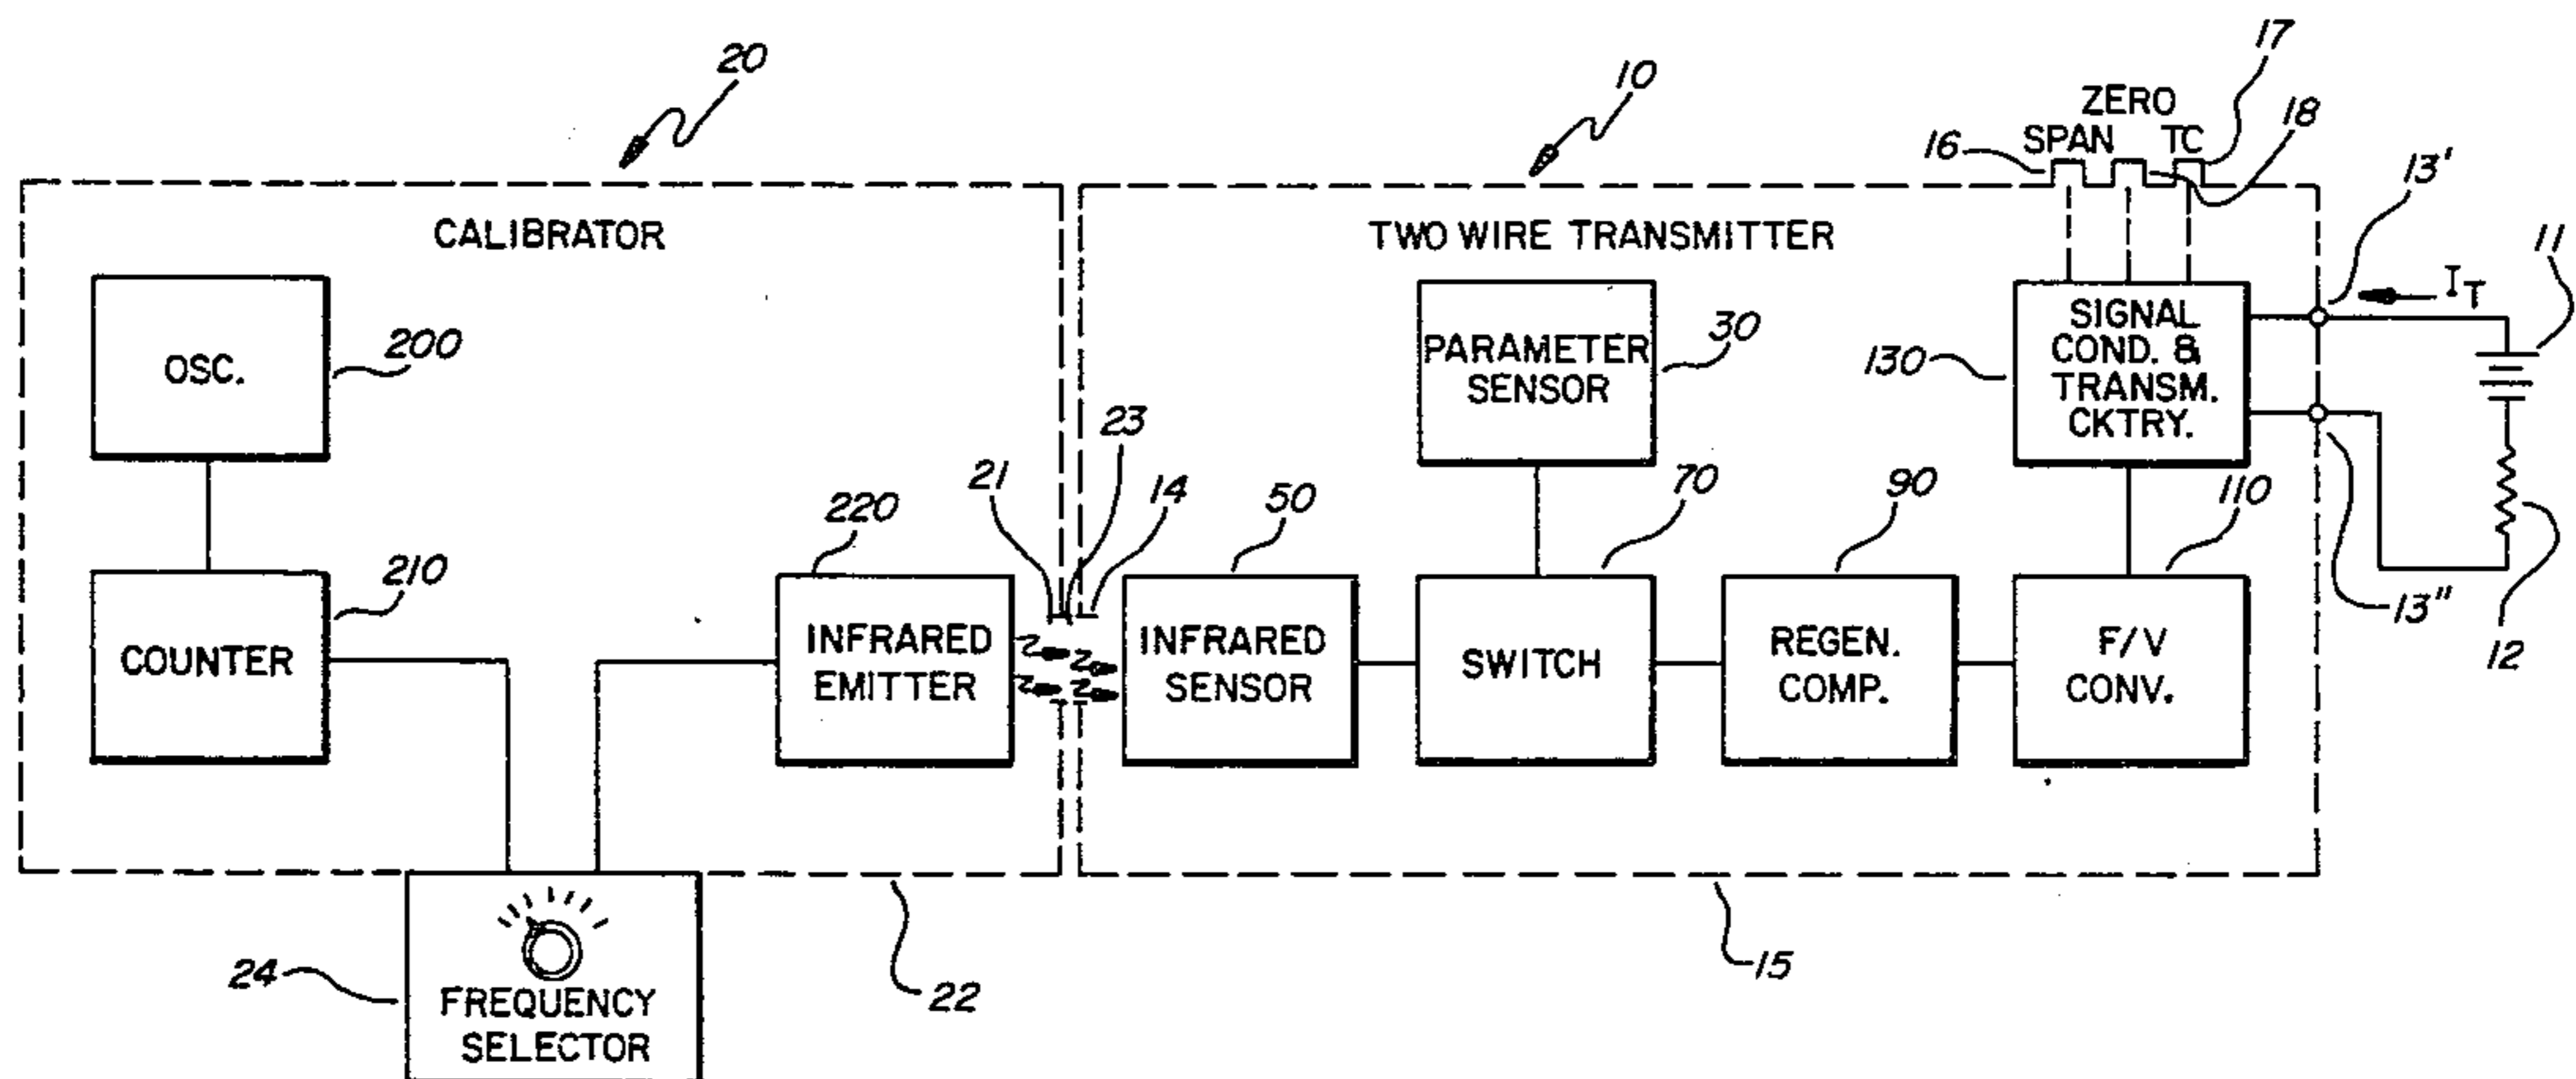 20
10
17
ZERO
18
16
SPAN
TC
13'
CALIBRATOR
TWO WIRE TRANSMITTER
11
I_T
OSC.
200
PARAMETER
SENSOR
30
130
SIGNAL
COND. &
TRANSM.
CKTRY.
23
21
14
220
50
70
90
110
210
13"
12
COUNTER
INFRARED
EMITTER
INFRARED
SENSOR
SWITCH
REGEN.
COMP.
F/V
CONV.
24
FREQUENCY
SELECTOR
22
15